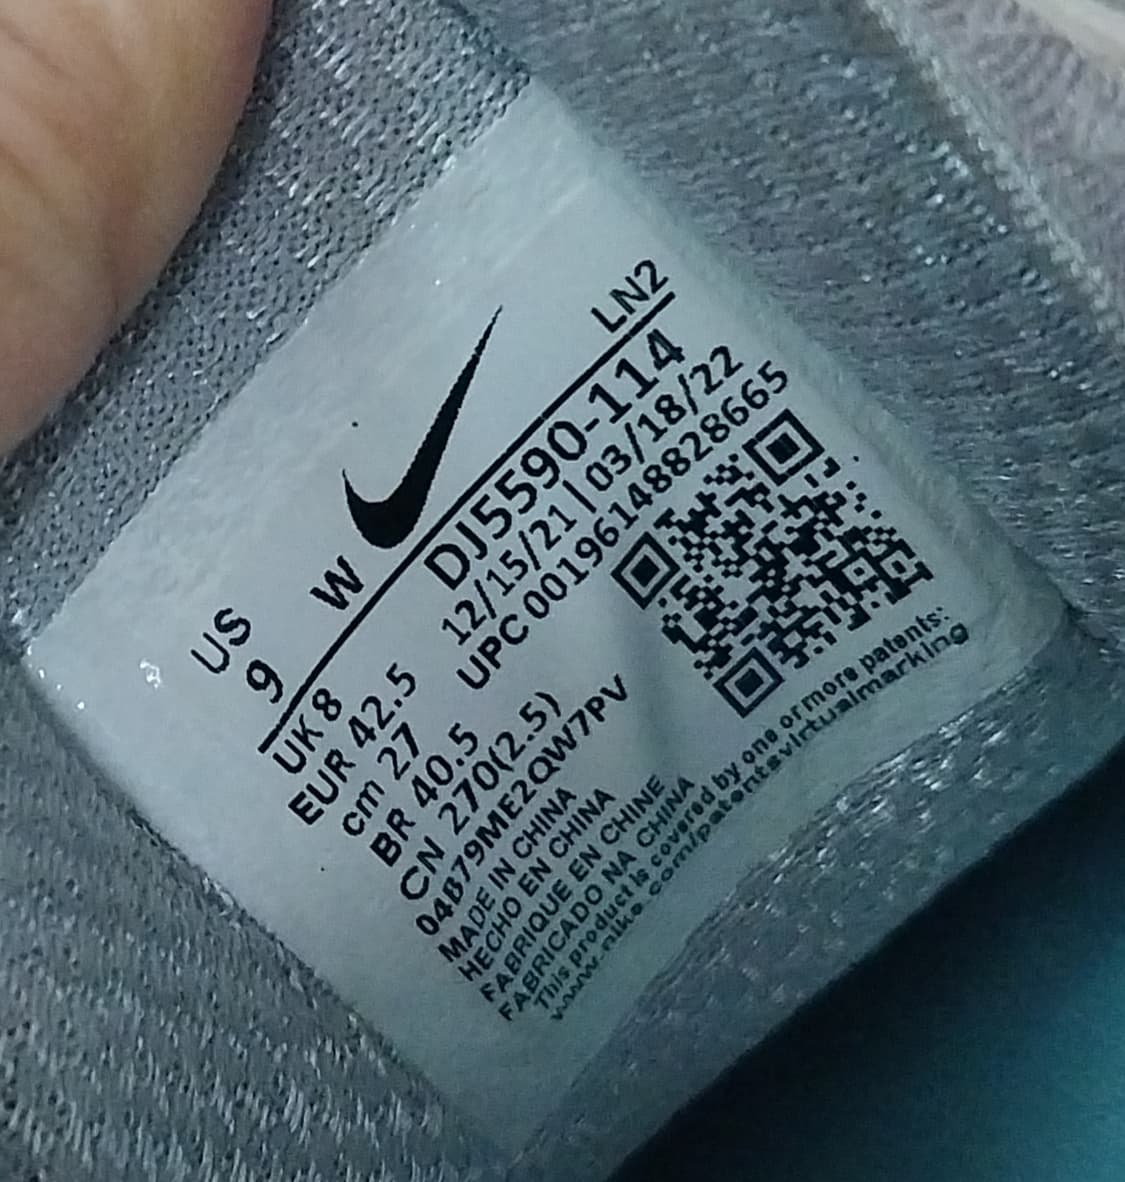 LN2
US W
9
DJ5590-114
12/15/21 | 03/18/22
UPC 00196148828665
UK 8
EUR 42.5
cm 27
BR 40.5
CN 270(2.5)
04B79ME2QW7PV
MADE IN CHINA
HECHO EN CHINA
FABRIQUE EN CHINE
FABRICADO NA CHINA
This product is covered by one or more patents:
www.nike.com/patentsvirtualmarking